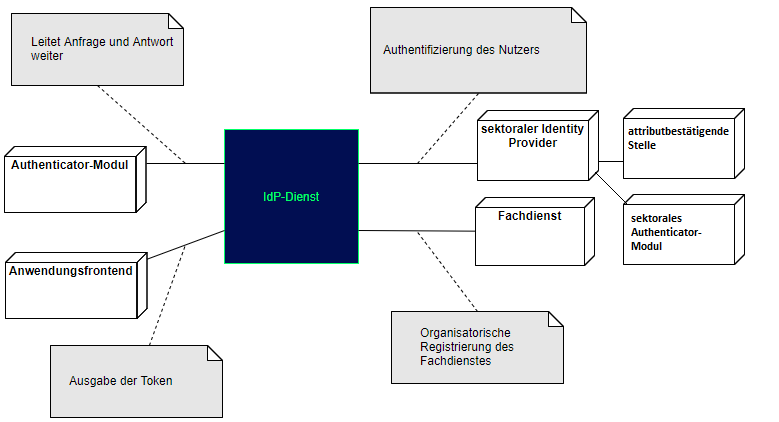 Leitet Anfrage und Antwort
weiter
Authentifizierung des Nutzers
sektoraler Identity
Provider
attributbestätigende
Stelle
Authenticator-Modul
IdP-Dienst
Fachdienst
sektorales
Authenticator-
Modul
Anwendungsfrontend
Organisatorische
Registrierung des
Fachdienstes
Ausgabe der Token